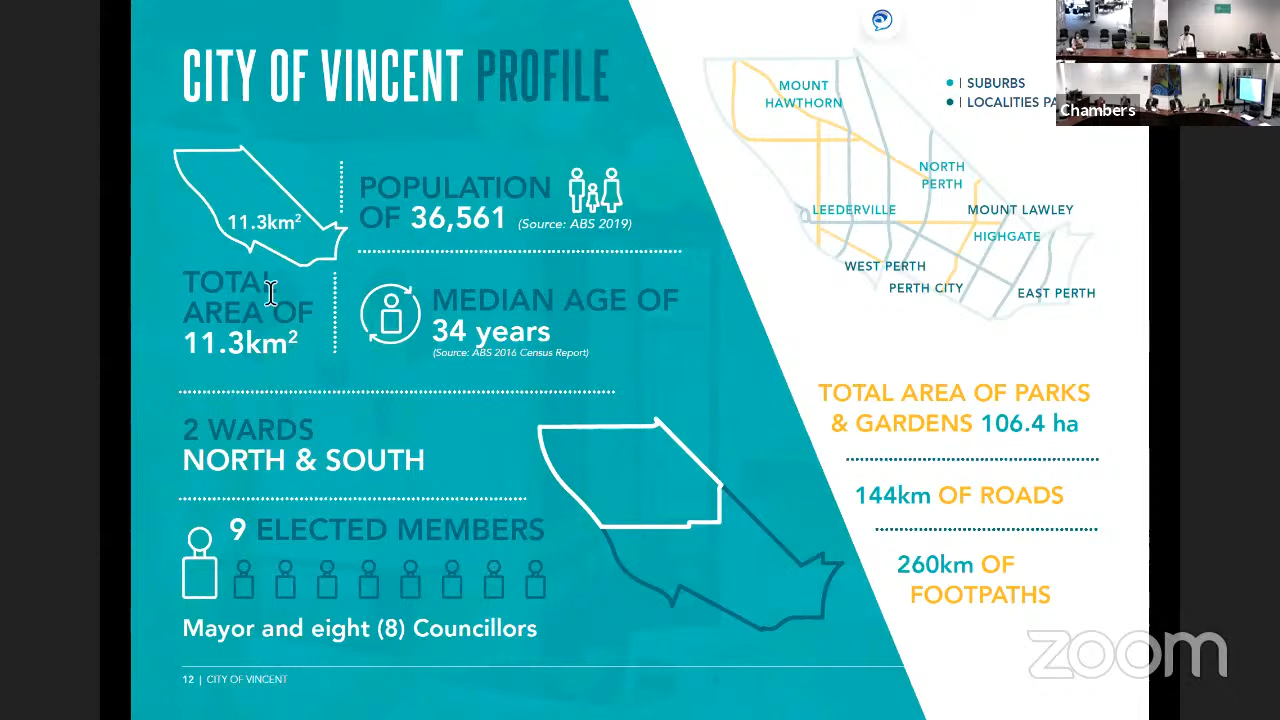 CITY OF VINCENT PROFILE
11.3km²
POPULATION
OF 36,561 (Source: ABS 2019)
TOTAL
AREA OF
11.3km²
MEDIAN AGE OF
34 years
(Source: ABS 2016 Census Report)
2 WARDS
NORTH & SOUTH
9 ELECTED MEMBERS
Mayor and eight (8) Councillors
12 | CITY OF VINCENT
MOUNT
HAWTHORN
| SUBURBS
| LOCALITIES PA
Chambers
NORTH
PERTH
LEEDERVILLE
MOUNT LAWLEY
HIGHGATE
WEST PERTH
PERTH CITY
EAST PERTH
TOTAL AREA OF PARKS
& GARDENS 106.4 ha
144km OF ROADS
260km OF
FOOTPATHS
zoom